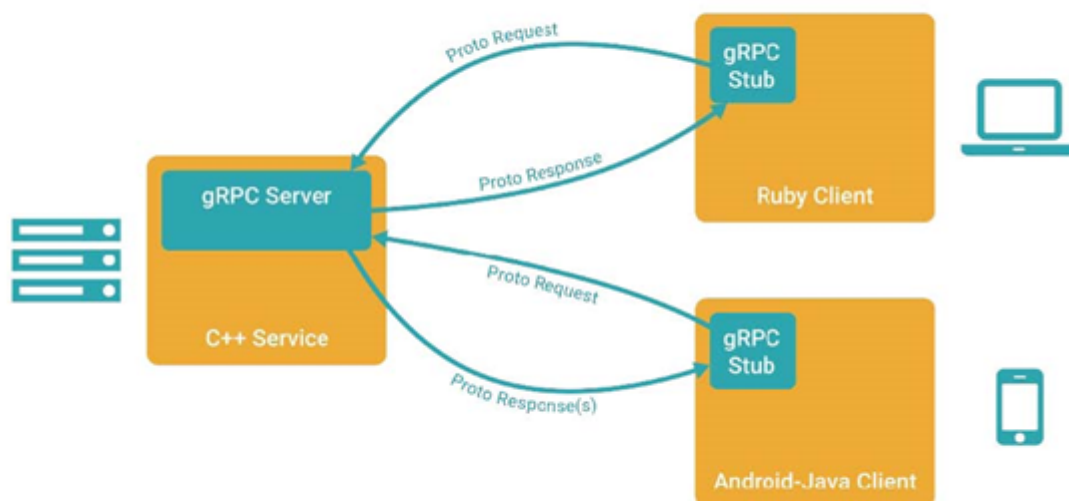 Proto Request
gRPC
Stub
Proto Response
Ruby Client
gRPC Server
C++ Service
Proto Request
gRPC
Stub
Proto Response(s)
Android-Java Client